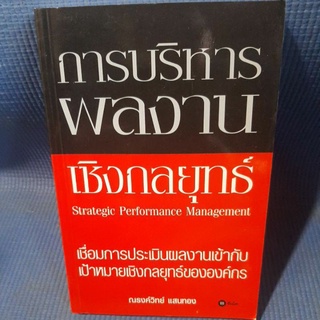 การบริหาร
ผลงาน
เชิงกลยุทธ์
Strategic Performance Management
เชื่อมการประเมินผลงานเข้ากับ
เป้าหมายเชิงกลยุทธ์ขององค์กร
ณรงค์วิทย์ แสนทอง